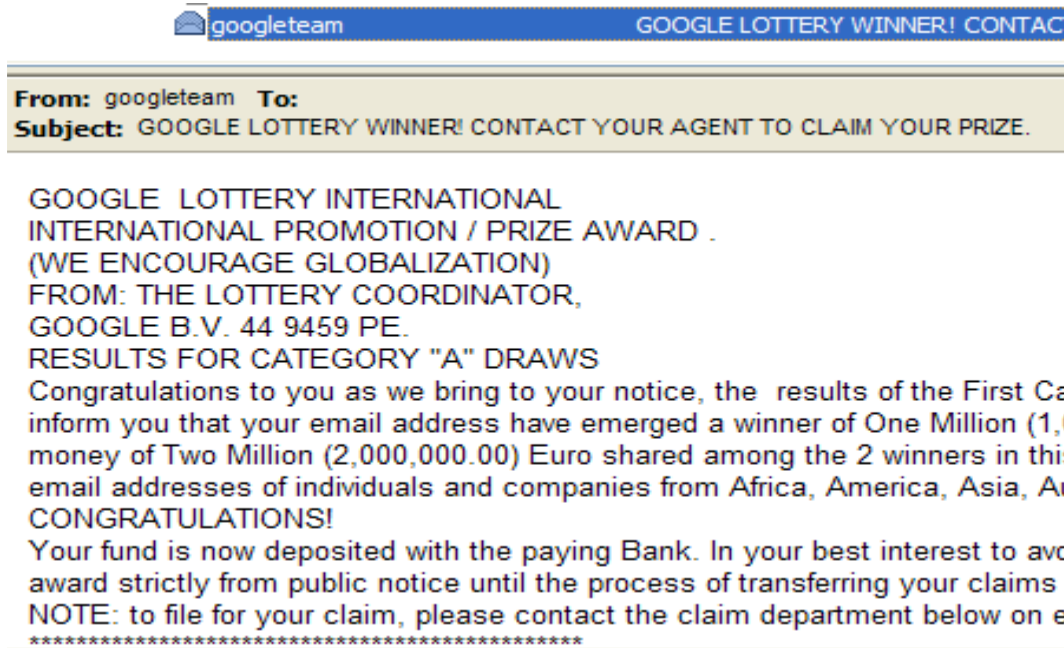 googleteam GOOGLE LOTTERY WINNER! CONTACT
From: googleteam To:
Subject: GOOGLE LOTTERY WINNER! CONTACT YOUR AGENT TO CLAIM YOUR PRIZE.
GOOGLE LOTTERY INTERNATIONAL
INTERNATIONAL PROMOTION / PRIZE AWARD .
(WE ENCOURAGE GLOBALIZATION)
FROM: THE LOTTERY COORDINATOR,
GOOGLE B.V. 44 9459 PE.
RESULTS FOR CATEGORY "A" DRAWS
Congratulations to you as we bring to your notice, the results of the First
inform you that your email address have emerged a winner of One Million (1,
money of Two Million (2,000,000.00) Euro shared among the 2 winners in
email addresses of individuals and companies from Africa, America, Asia,
CONGRATULATIONS!
Your fund is now deposited with the paying Bank. In your best interest to
award strictly from public notice until the process of transferring your claims
NOTE: to file for your claim, please contact the claim department below on
***********************************************